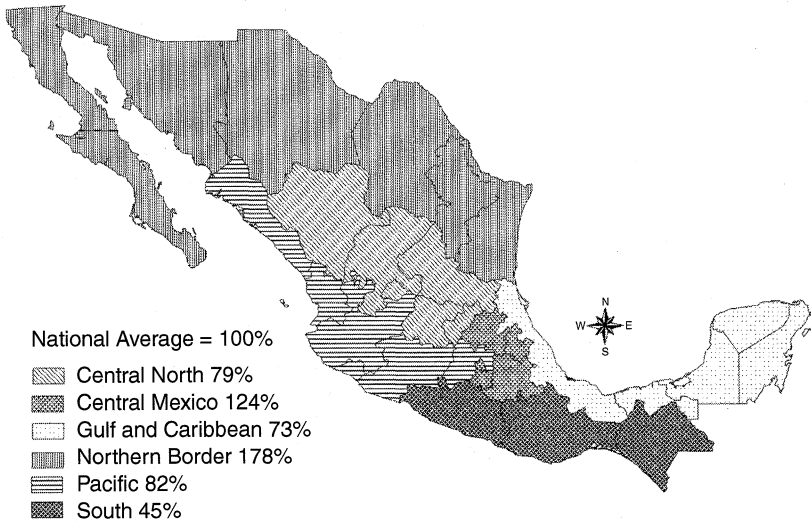 N
W E
S
National Average = 100%
Central North 79%
Central Mexico 124%
Gulf and Caribbean 73%
Northern Border 178%
Pacific 82%
South 45%